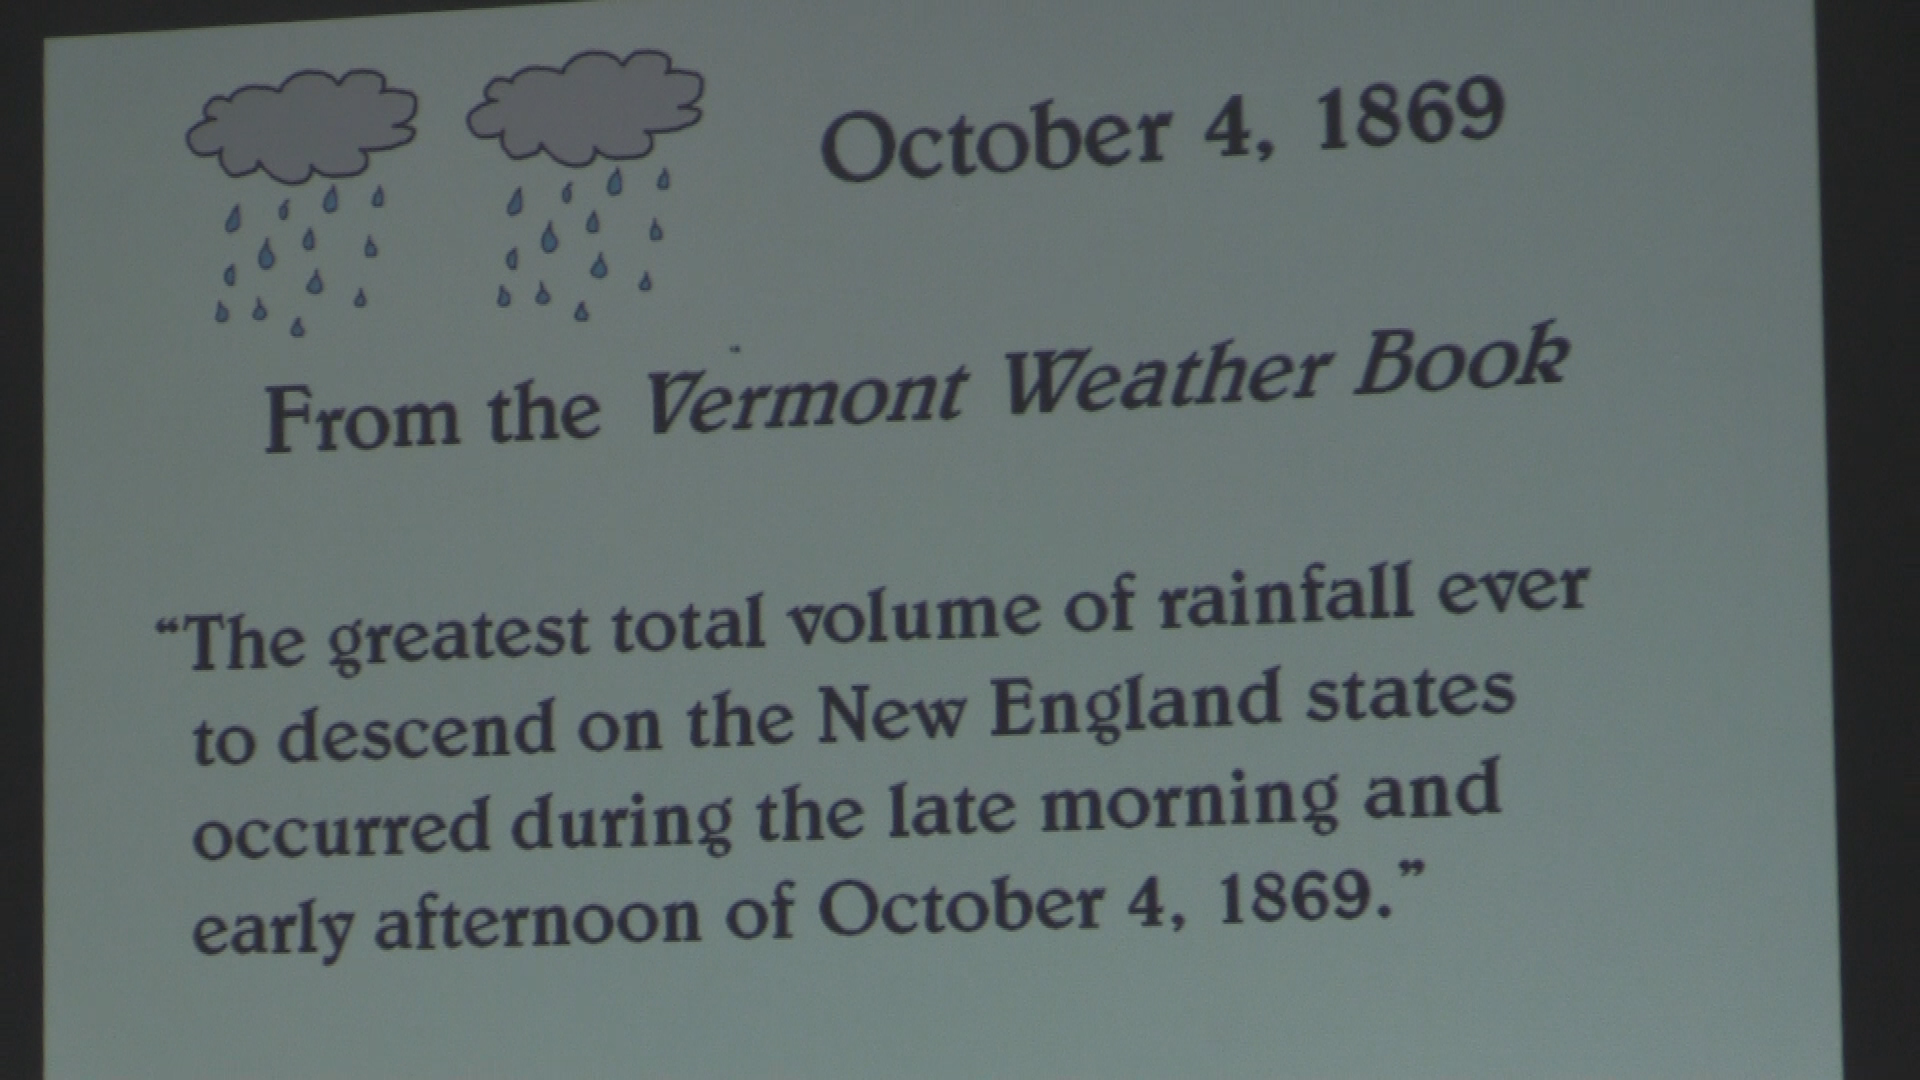 October 4, 1869
From the Vermont Weather Book
“The greatest total volume of rainfall ever
to descend on the New England states
occurred during the late morning and
early afternoon of October 4, 1869.”